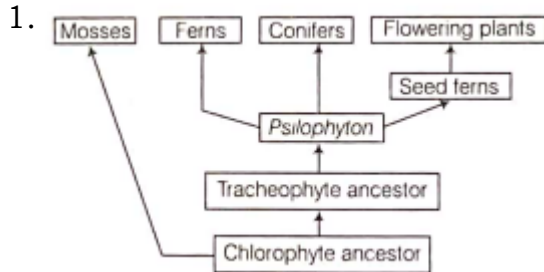 1.
Mosses Ferns Conifers Flowering plants
Seed ferns
Psilophyton
Tracheophyte ancestor
Chlorophyte ancestor